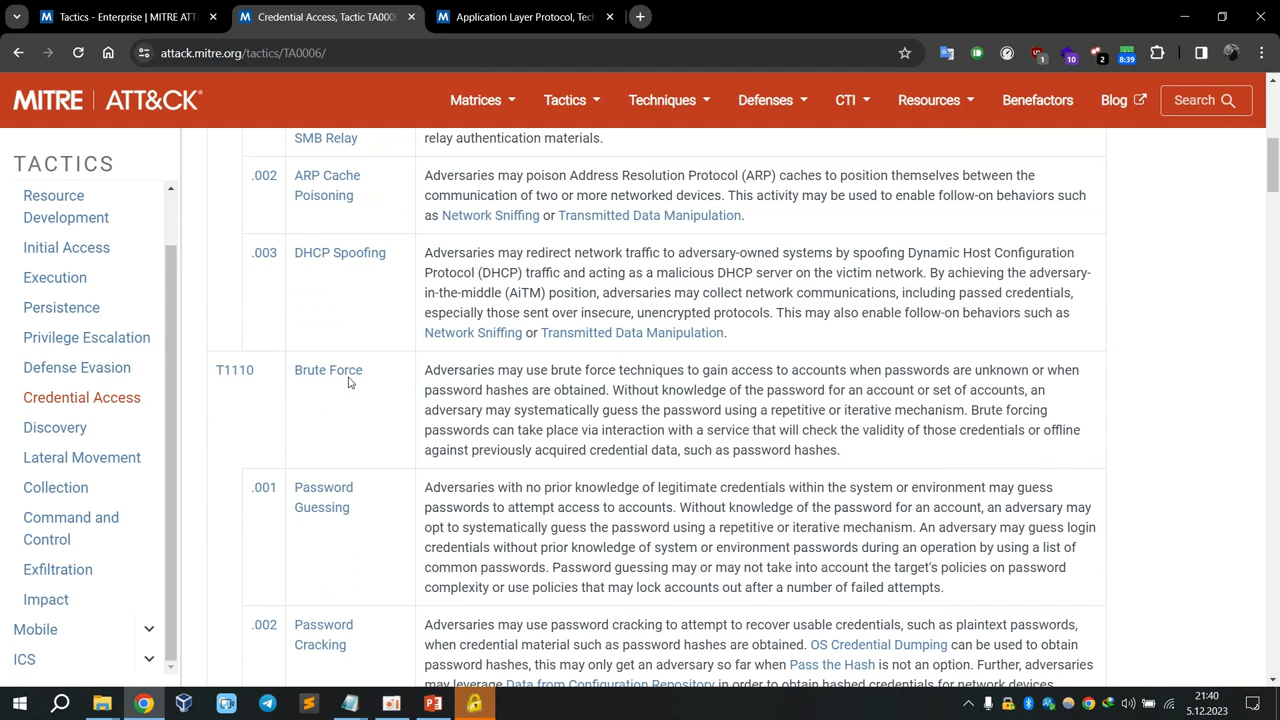 Tactics - Enterprise | MITRE AT
Credential Access, Tactic TA000
Application Layer Protocol, Tec
attack.mitre.org/tactics/TA0006/
1
10
2
8:39
MITRE | ATT&CK®
Matrices
Tactics
Techniques
Defenses
CTI
Resources
Benefactors
Blog
Search
TACTICS
Resource
Development
Initial Access
Execution
Persistence
Privilege Escalation
Defense Evasion
Credential Access
Discovery
Lateral Movement
Collection
Command and
Control
Exfiltration
Impact
Mobile
ICS
SMB Relay
relay authentication materials.
.002
ARP Cache
Poisoning
Adversaries may poison Address Resolution Protocol (ARP) caches to position themselves between the
communication of two or more networked devices. This activity may be used to enable follow-on behaviors such
as Network Sniffing or Transmitted Data Manipulation.
.003
DHCP Spoofing
Adversaries may redirect network traffic to adversary-owned systems by spoofing Dynamic Host Configuration
Protocol (DHCP) traffic and acting as a malicious DHCP server on the victim network. By achieving the adversary-
in-the-middle (AiTM) position, adversaries may collect network communications, including passed credentials,
especially those sent over insecure, unencrypted protocols. This may also enable follow-on behaviors such as
Network Sniffing or Transmitted Data Manipulation.
T1110
Brute Force
Adversaries may use brute force techniques to gain access to accounts when passwords are unknown or when
password hashes are obtained. Without knowledge of the password for an account or set of accounts, an
adversary may systematically guess the password using a repetitive or iterative mechanism. Brute forcing
passwords can take place via interaction with a service that will check the validity of those credentials or offline
against previously acquired credential data, such as password hashes.
.001
Password
Guessing
Adversaries with no prior knowledge of legitimate credentials within the system or environment may guess
passwords to attempt access to accounts. Without knowledge of the password for an account, an adversary may
opt to systematically guess the password using a repetitive or iterative mechanism. An adversary may guess login
credentials without prior knowledge of system or environment passwords during an operation by using a list of
common passwords. Password guessing may or may not take into account the target's policies on password
complexity or use policies that may lock accounts out after a number of failed attempts.
.002
Password
Cracking
Adversaries may use password cracking to attempt to recover usable credentials, such as plaintext passwords,
when credential material such as password hashes are obtained. OS Credential Dumping can be used to obtain
password hashes, this may only get an adversary so far when Pass the Hash is not an option. Further, adversaries
may leverage Data from Configuration Repository in order to obtain hashed credentials for network devices.
21:40
5.12.2023